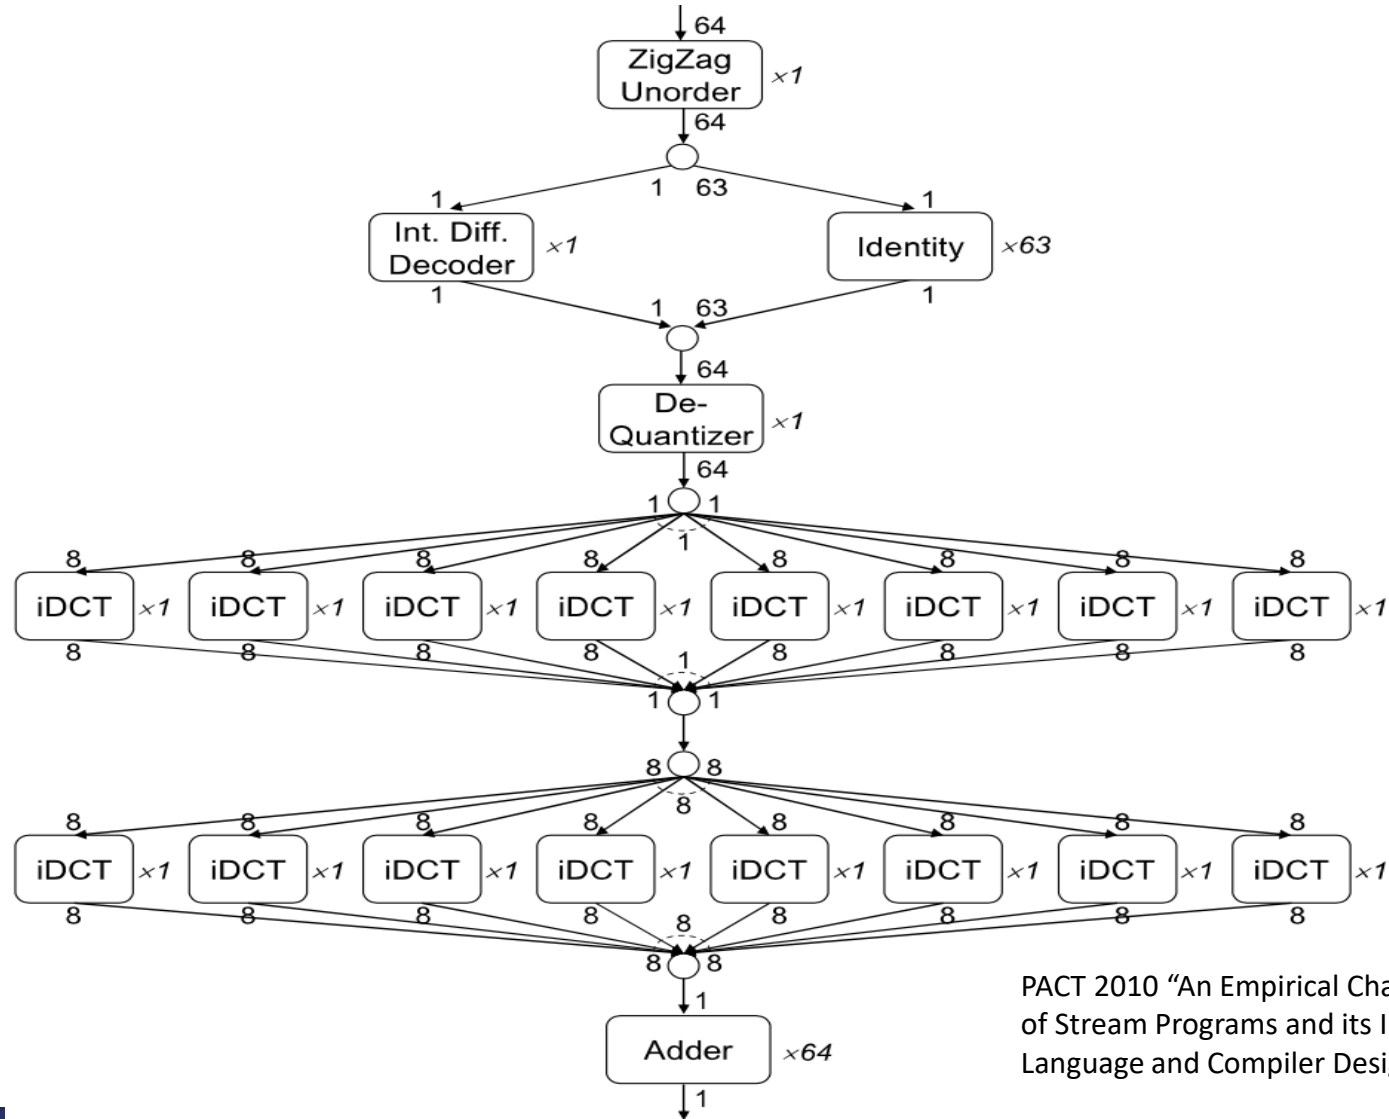 64
ZigZag
Unorder ×1
64
1 63
1 1
Int. Diff.
Decoder ×1
Identity ×63
1 1
1 63
64
De-
Quantizer ×1
64
1 1
1
8 8 8 8 8 8 8 8
iDCT ×1 iDCT ×1 iDCT ×1 iDCT ×1 iDCT ×1 iDCT ×1 iDCT ×1 iDCT ×1
8 8 8 8 8 8 8 8
1
1 1
8 8
8
8 8 8 8 8 8 8 8
iDCT ×1 iDCT ×1 iDCT ×1 iDCT ×1 iDCT ×1 iDCT ×1 iDCT ×1 iDCT ×1
8 8 8 8 8 8 8 8
8
8 8
1
Adder ×64
1
PACT 2010 “An Empirical Cha
of Stream Programs and its I
Language and Compiler Desig